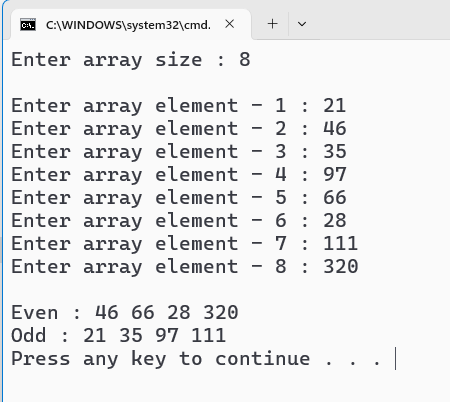 C:\WINDOWS\system32\cmd.
Enter array size : 8
Enter array element - 1 : 21
Enter array element - 2 : 46
Enter array element - 3 : 35
Enter array element - 4 : 97
Enter array element - 5 : 66
Enter array element - 6 : 28
Enter array element - 7 : 111
Enter array element - 8 : 320
Even : 46 66 28 320
Odd : 21 35 97 111
Press any key to continue . . .